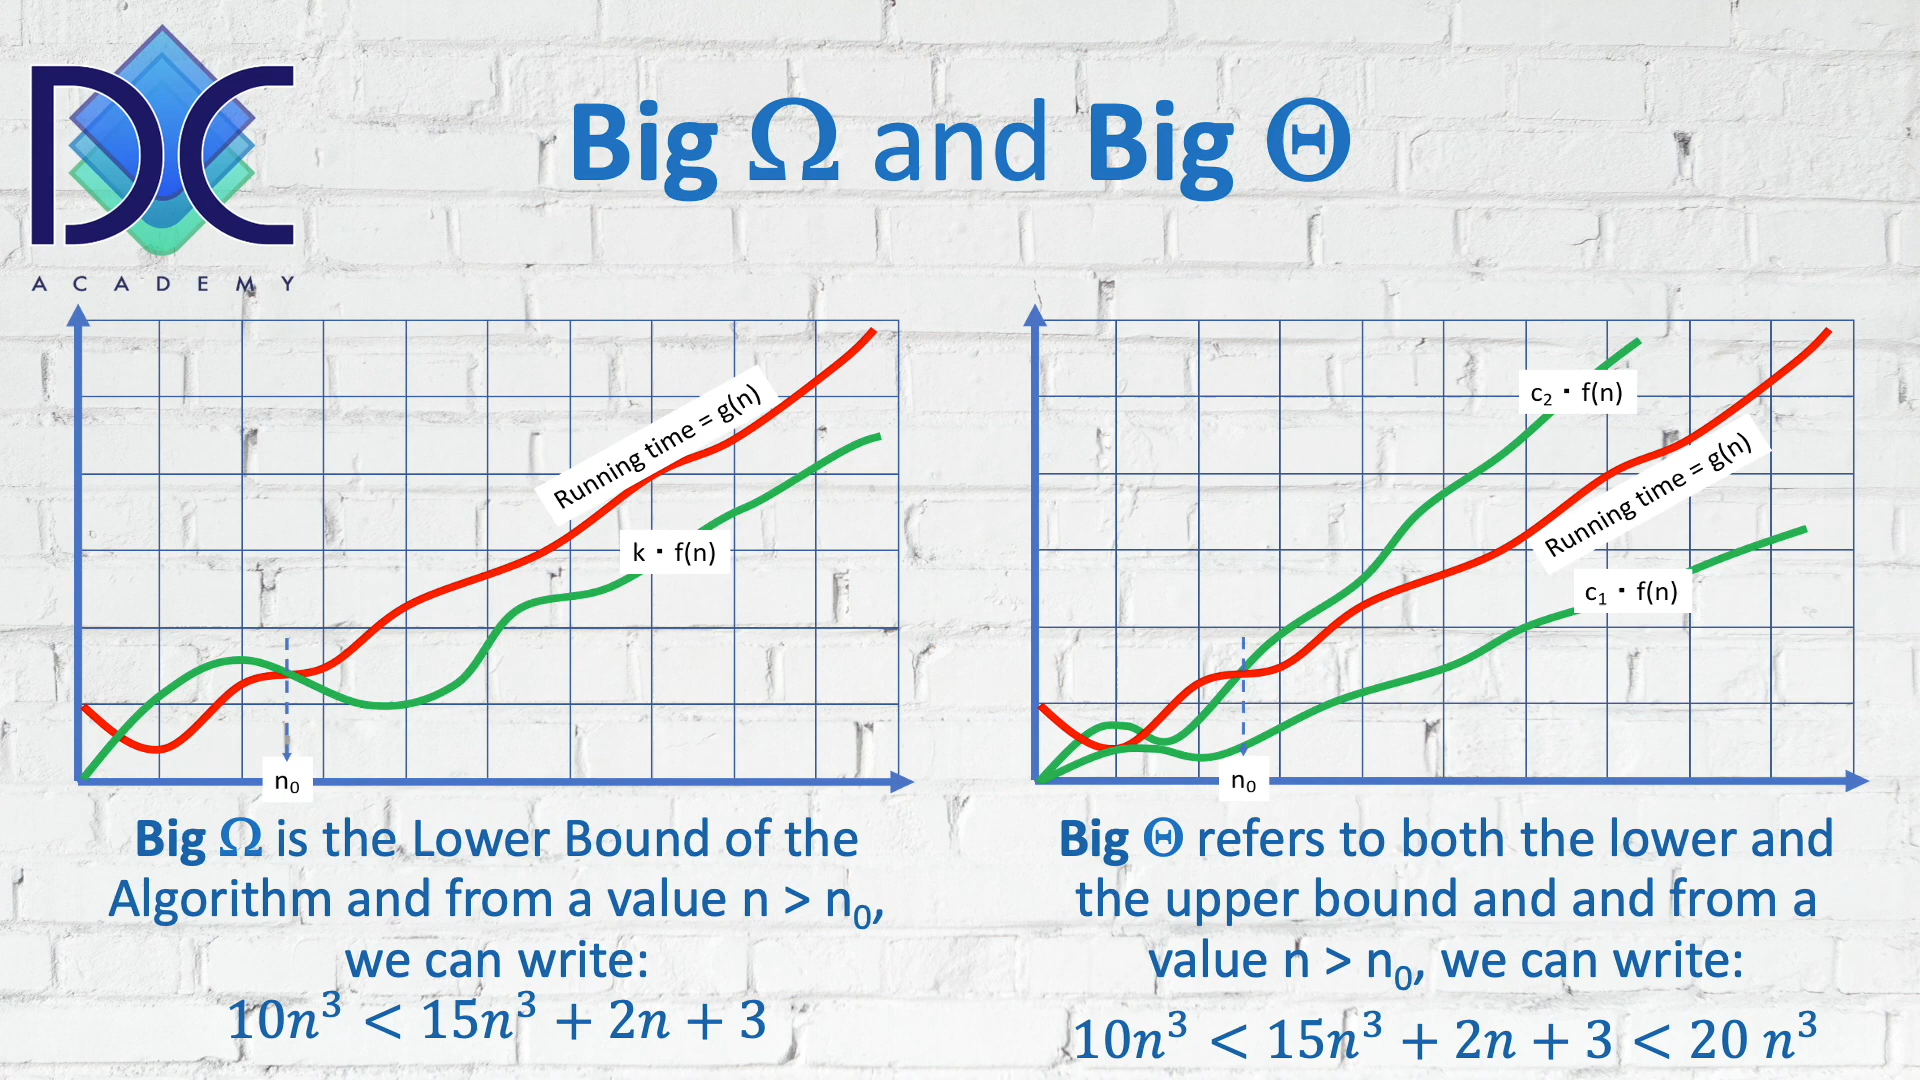 DC
ACADEMY
Big Ω and Big Θ
Running time = g(n)
k · f(n)
n₀
c₂ · f(n)
Running time = g(n)
c₁ · f(n)
n₀
Big Ω is the Lower Bound of the
Algorithm and from a value n > n₀,
we can write:
10n³ < 15n³ + 2n + 3
Big Θ refers to both the lower and
the upper bound and and from a
value n > n₀, we can write:
10n³ < 15n³ + 2n + 3 < 20 n³